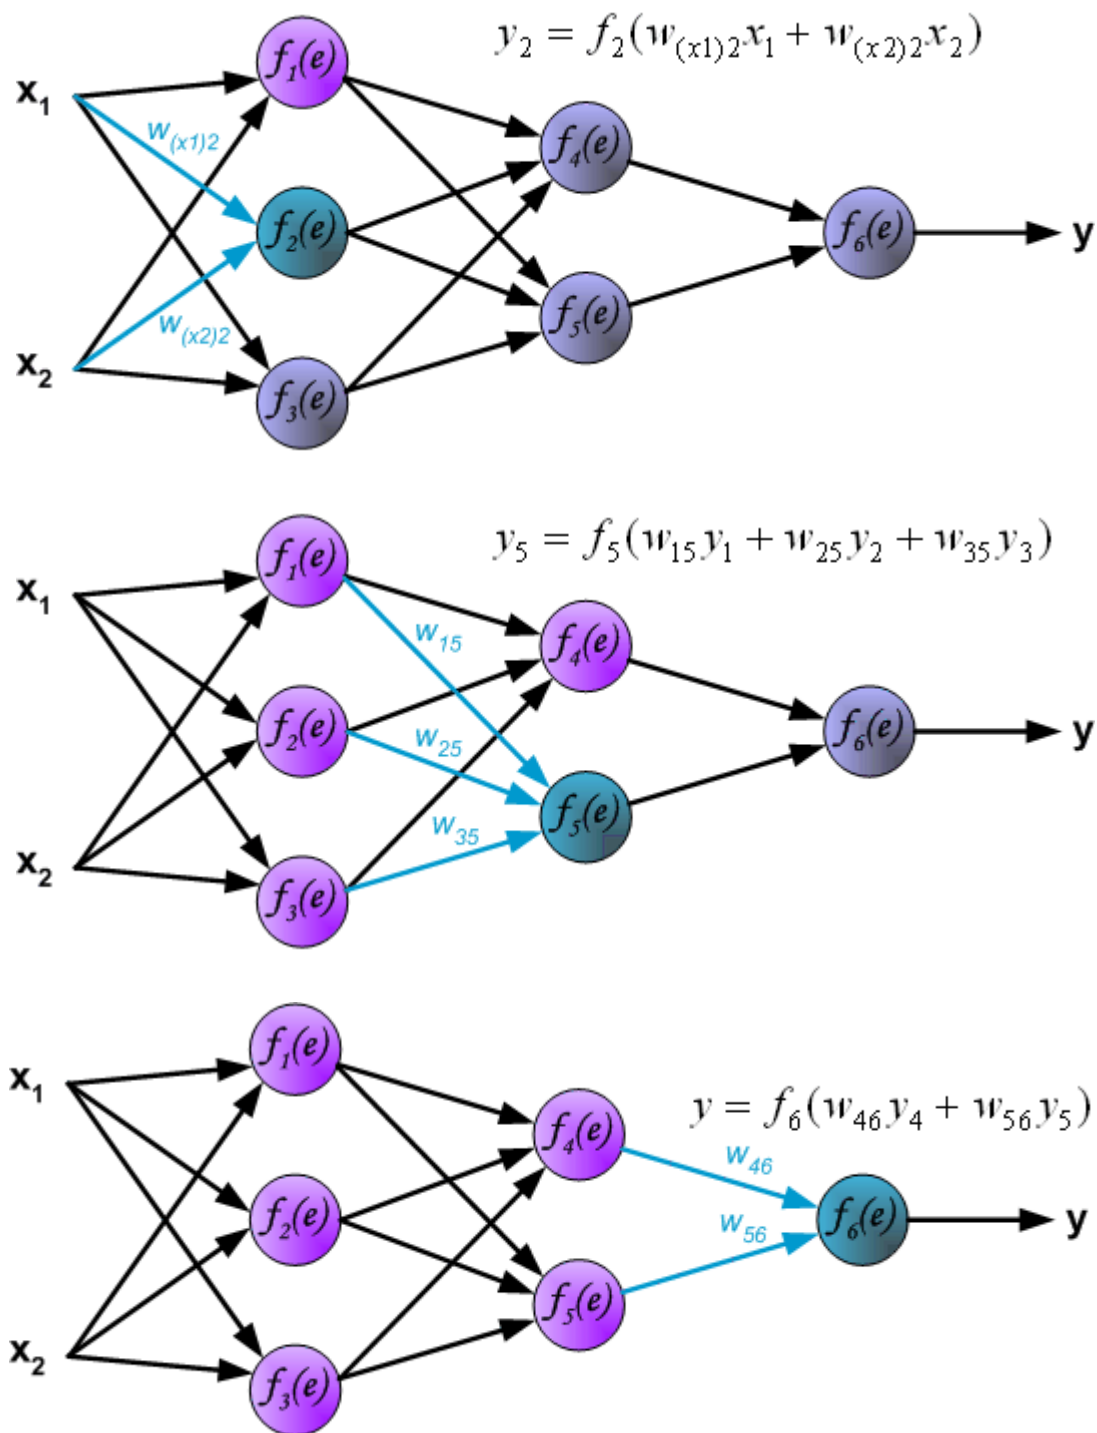 y₂ = f₂(w₍ₓ₁₎₂x₁ + w₍ₓ₂₎₂x₂)
f₁(e)
x₁
w₍ₓ₁₎₂
f₄(e)
f₂(e)
f₆(e)
y
f₅(e)
w₍ₓ₂₎₂
x₂
f₃(e)
y₅ = f₅(w₁₅y₁ + w₂₅y₂ + w₃₅y₃)
f₁(e)
x₁
w₁₅
f₄(e)
f₂(e)
w₂₅
f₆(e)
y
f₅(e)
w₃₅
x₂
f₃(e)
f₁(e)
x₁
y = f₆(w₄₆y₄ + w₅₆y₅)
f₄(e)
w₄₆
f₂(e)
w₅₆
f₆(e)
y
f₅(e)
x₂
f₃(e)